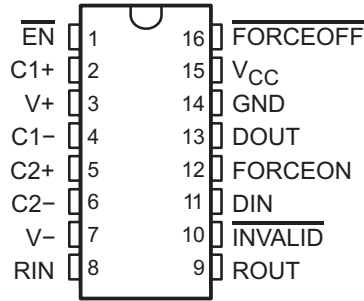 EN 1 16 FORCEOFF
C1+ 2 15 VCC
V+ 3 14 GND
C1− 4 13 DOUT
C2+ 5 12 FORCEON
C2− 6 11 DIN
V− 7 10 INVALID
RIN 8 9 ROUT